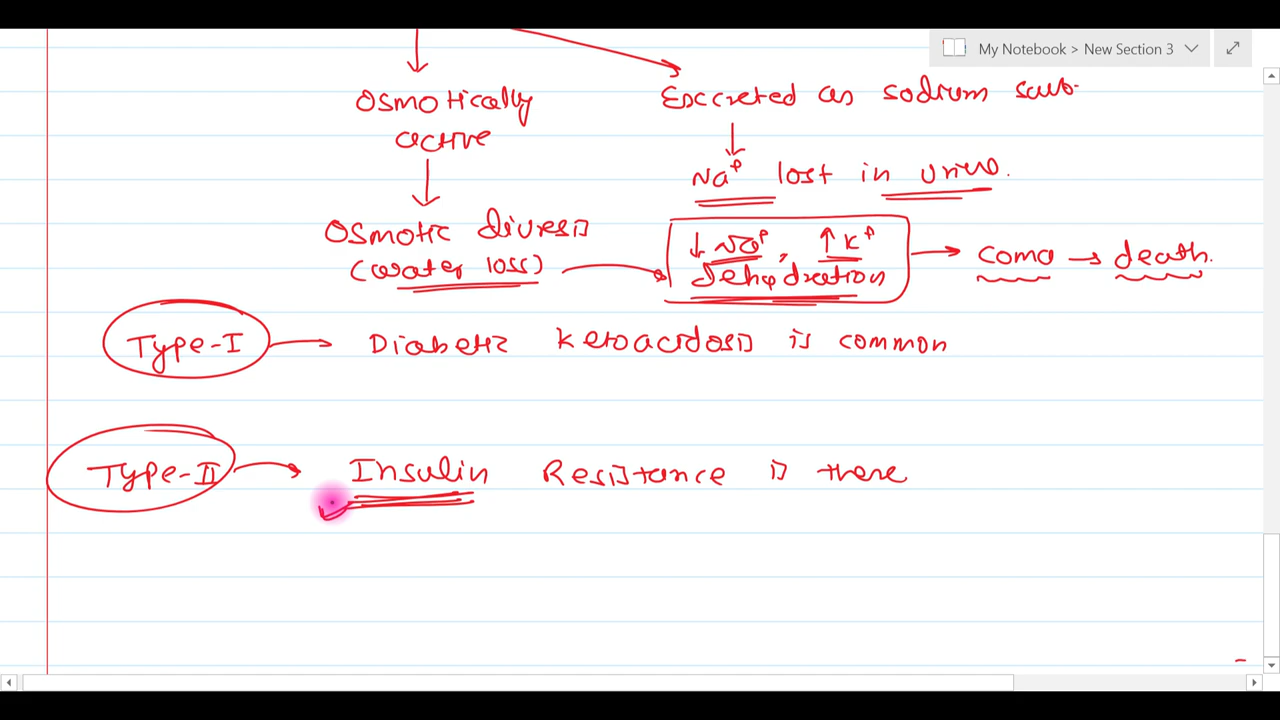 My Notebook > New Section 3
Osmotically
active
Excreted as sodium salt.
Na⁺ lost in urine.
Osmotic diuresis
(water loss)
↓ Na⁺, ↑ K⁺
Dehydration
→ coma → death.
Type-I → Diabetic ketoacidosis is common
Type-II → Insulin Resistance is there